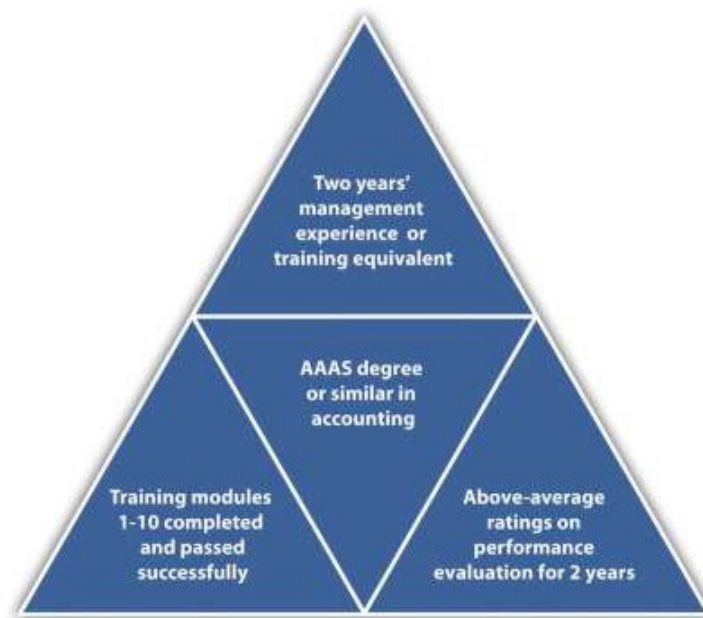 Two years'
management
experience or
training equivalent
AAAS degree
or similar in
accounting
Training modules
1-10 completed
and passed
successfully
Above-average
ratings on
performance
evaluation for 2 years